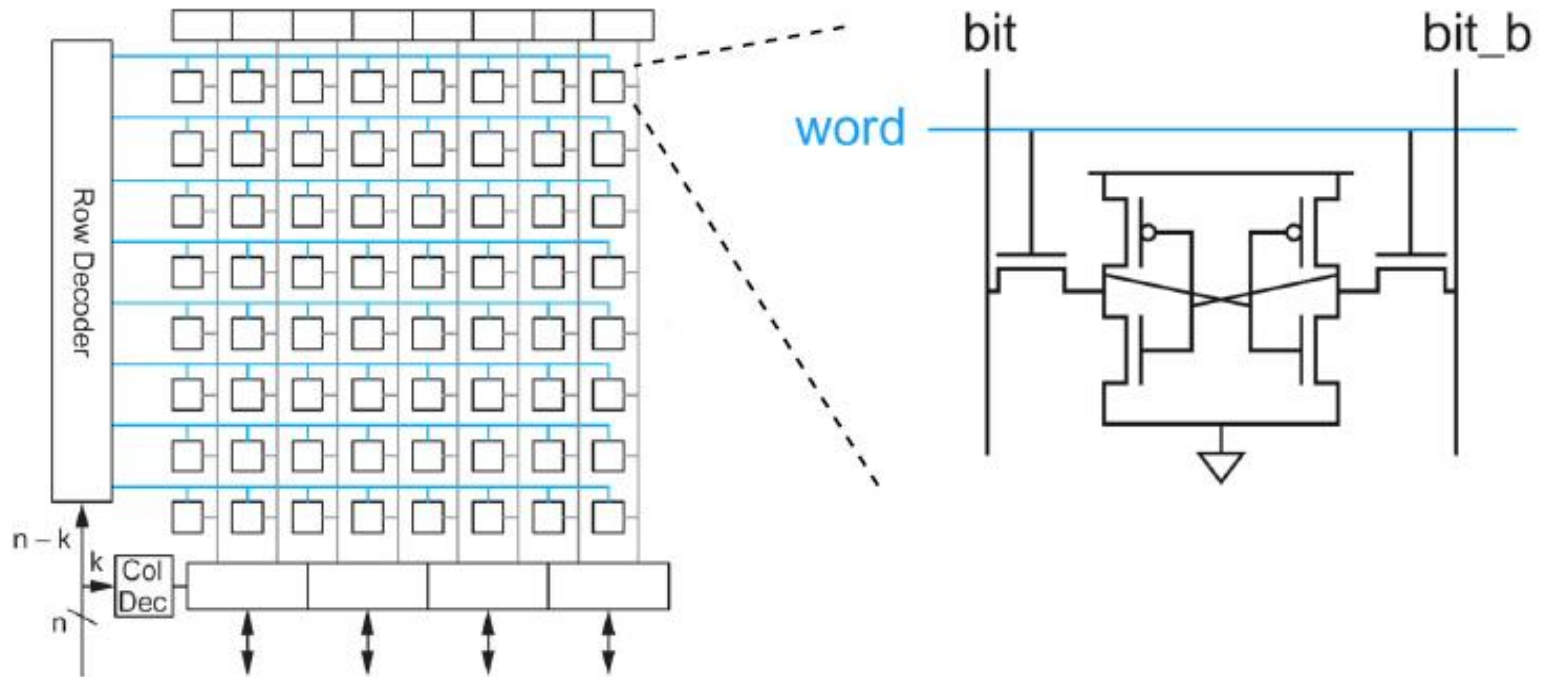 bit
bit_b
word
Row Decoder
n – k
k
Col
Dec
n